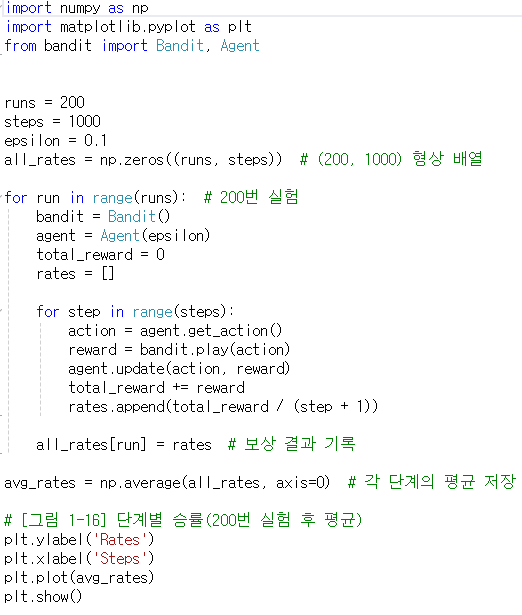 import numpy as np
import matplotlib.pyplot as plt
from bandit import Bandit, Agent
runs = 200
steps = 1000
epsilon = 0.1
all_rates = np.zeros((runs, steps))  # (200, 1000) 형상 배열
for run in range(runs):  # 200번 실험
    bandit = Bandit()
    agent = Agent(epsilon)
    total_reward = 0
    rates = []
    for step in range(steps):
        action = agent.get_action()
        reward = bandit.play(action)
        agent.update(action, reward)
        total_reward += reward
        rates.append(total_reward / (step + 1))
    all_rates[run] = rates  # 보상 결과 기록
avg_rates = np.average(all_rates, axis=0)  # 각 단계의 평균 저장
# [그림 1-16] 단계별 승률(200번 실험 후 평균)
plt.ylabel('Rates')
plt.xlabel('Steps')
plt.plot(avg_rates)
plt.show()